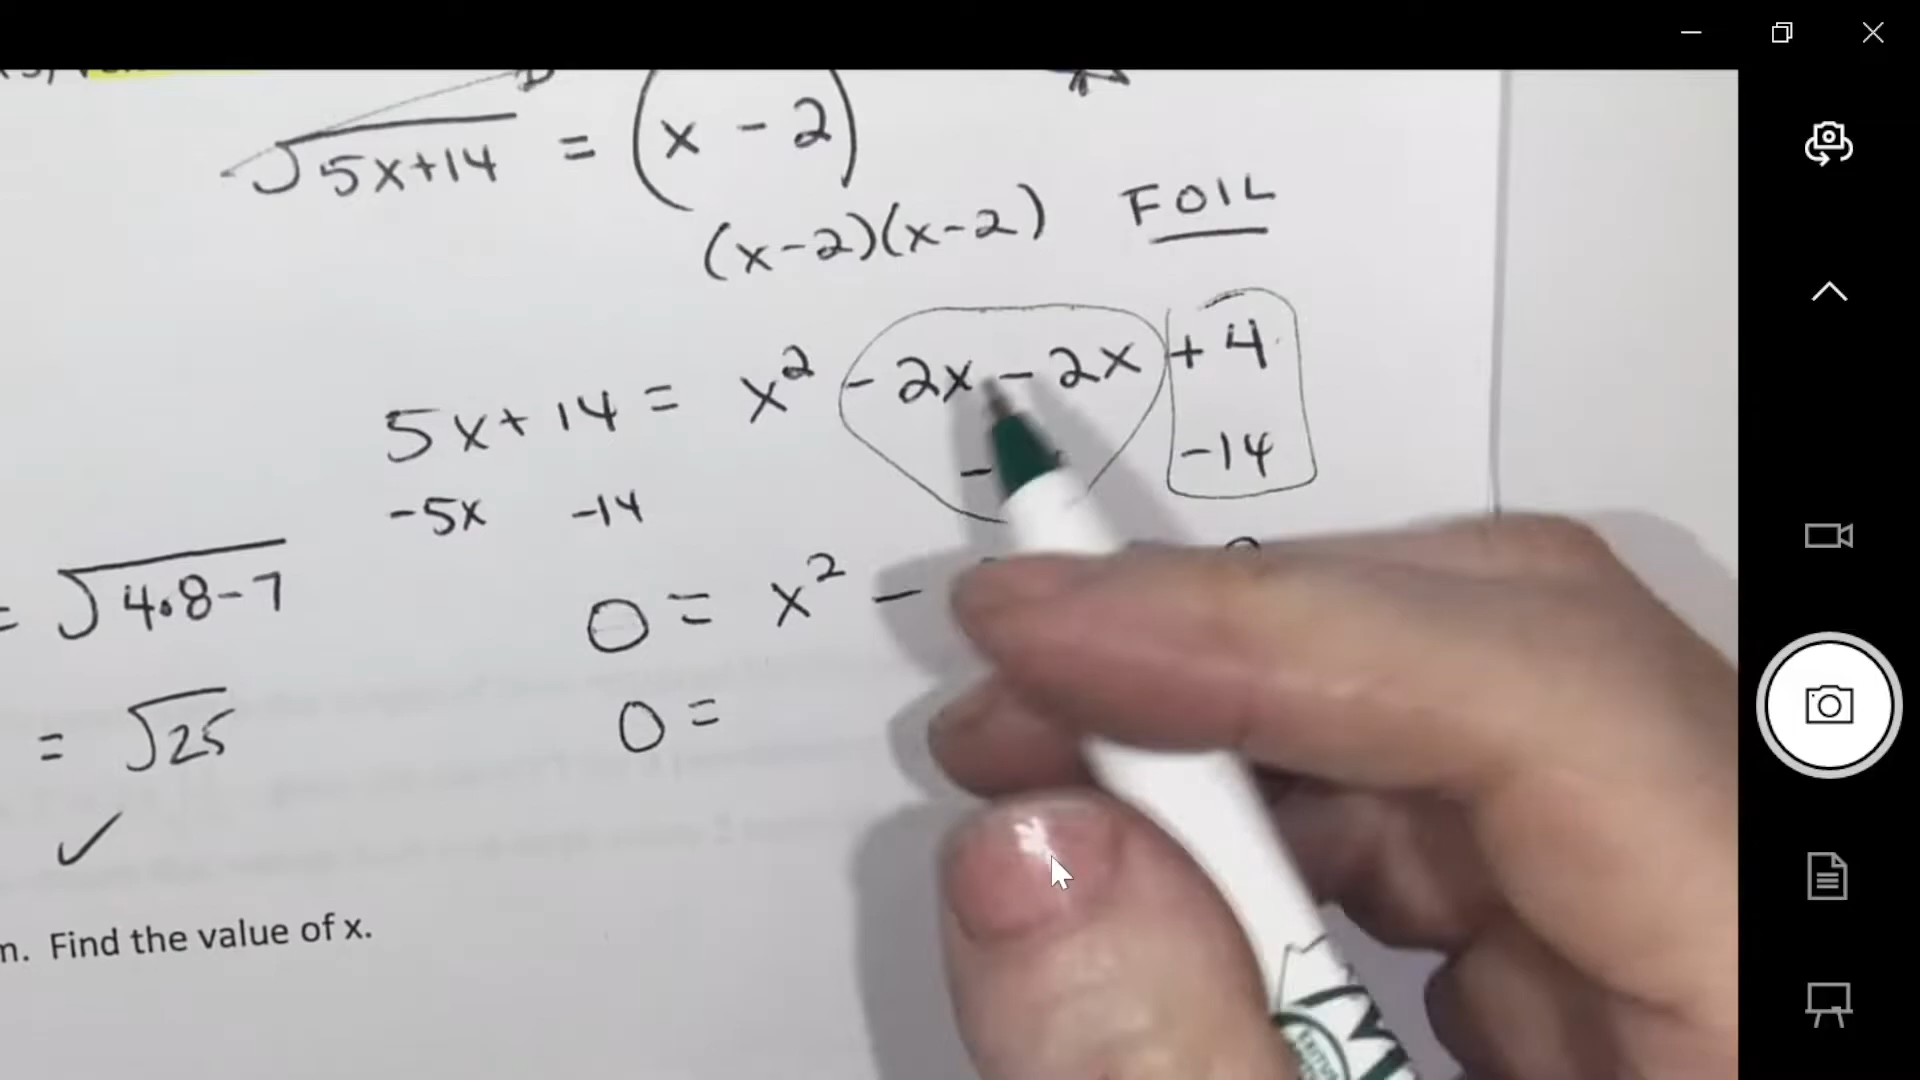 √5x+14 = (x - 2)
(x-2)(x-2) FOIL
5x+14 = x² - 2x - 2x + 4
-5x -14 - -14
0 = x² -
0 =
= √4•8-7
= √25
✓
Find the value of x.